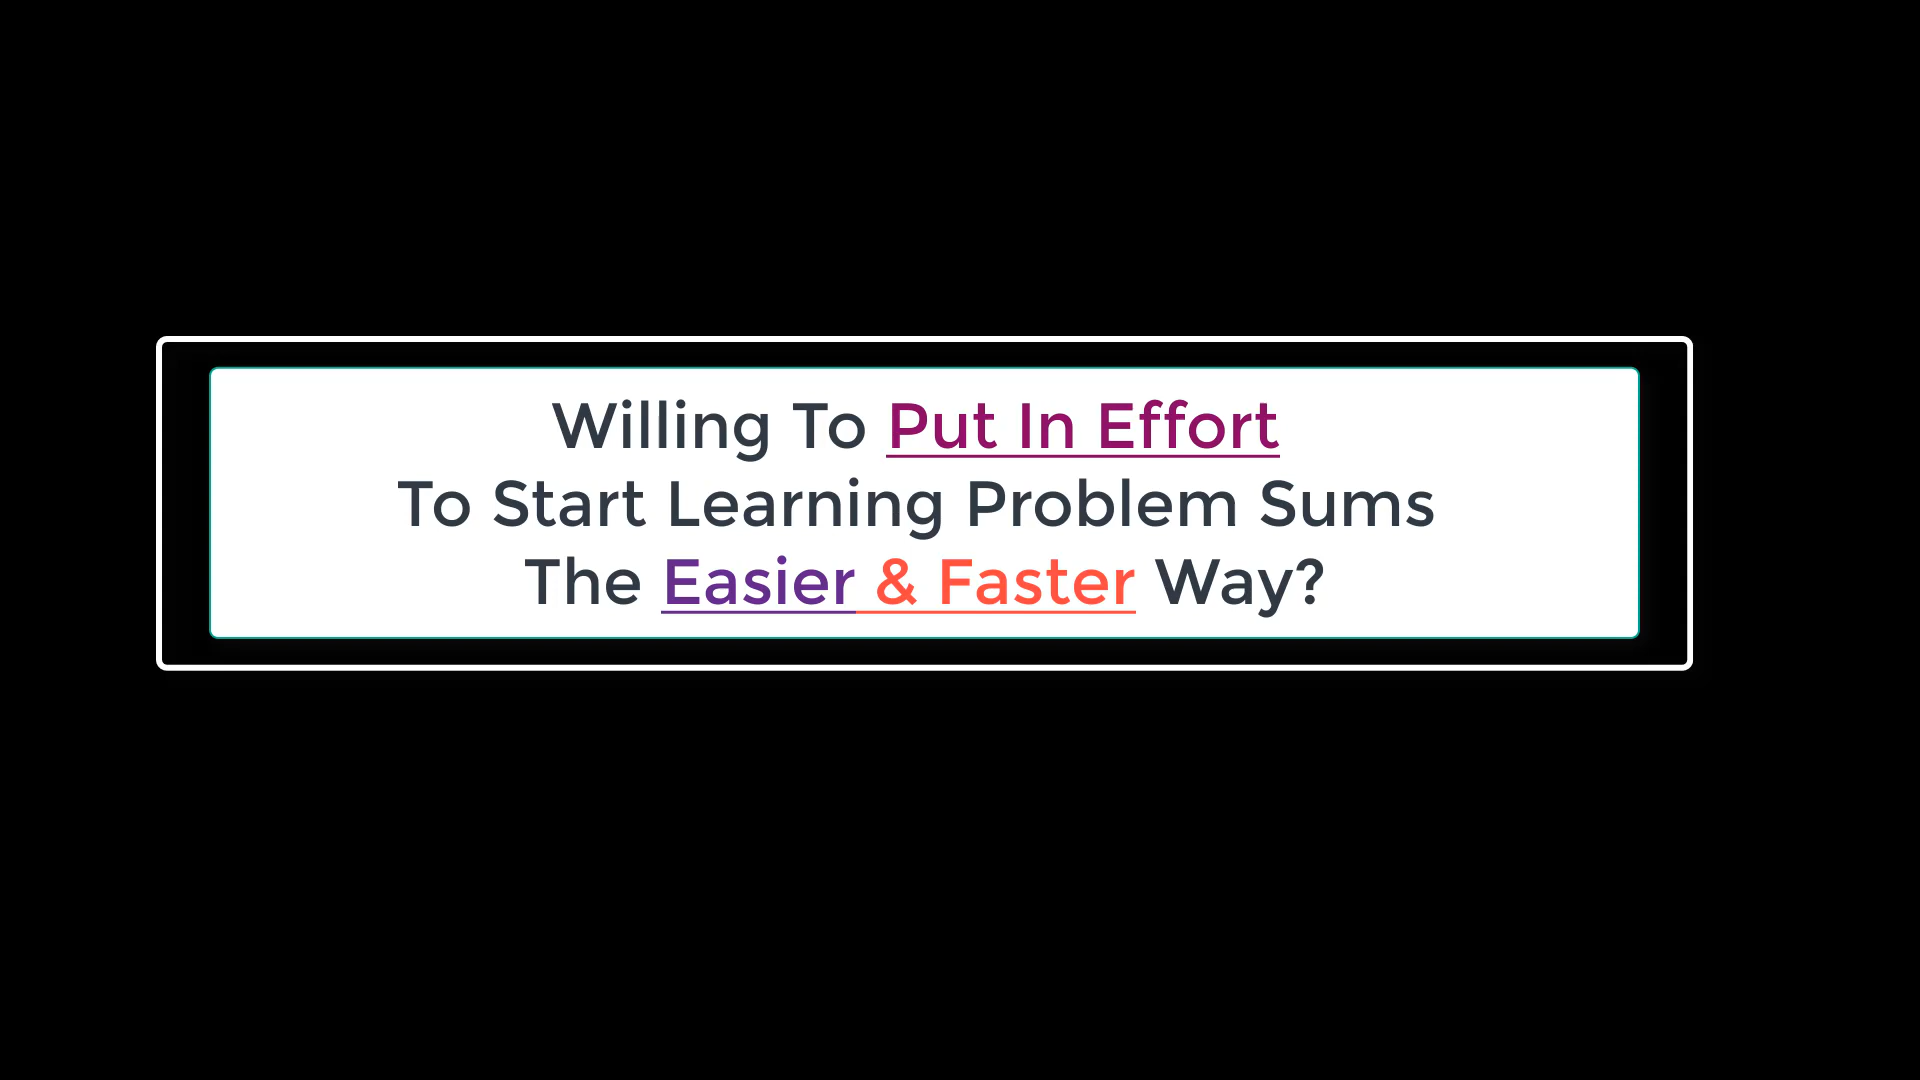 Willing To Put In Effort
To Start Learning Problem Sums
The Easier & Faster Way?